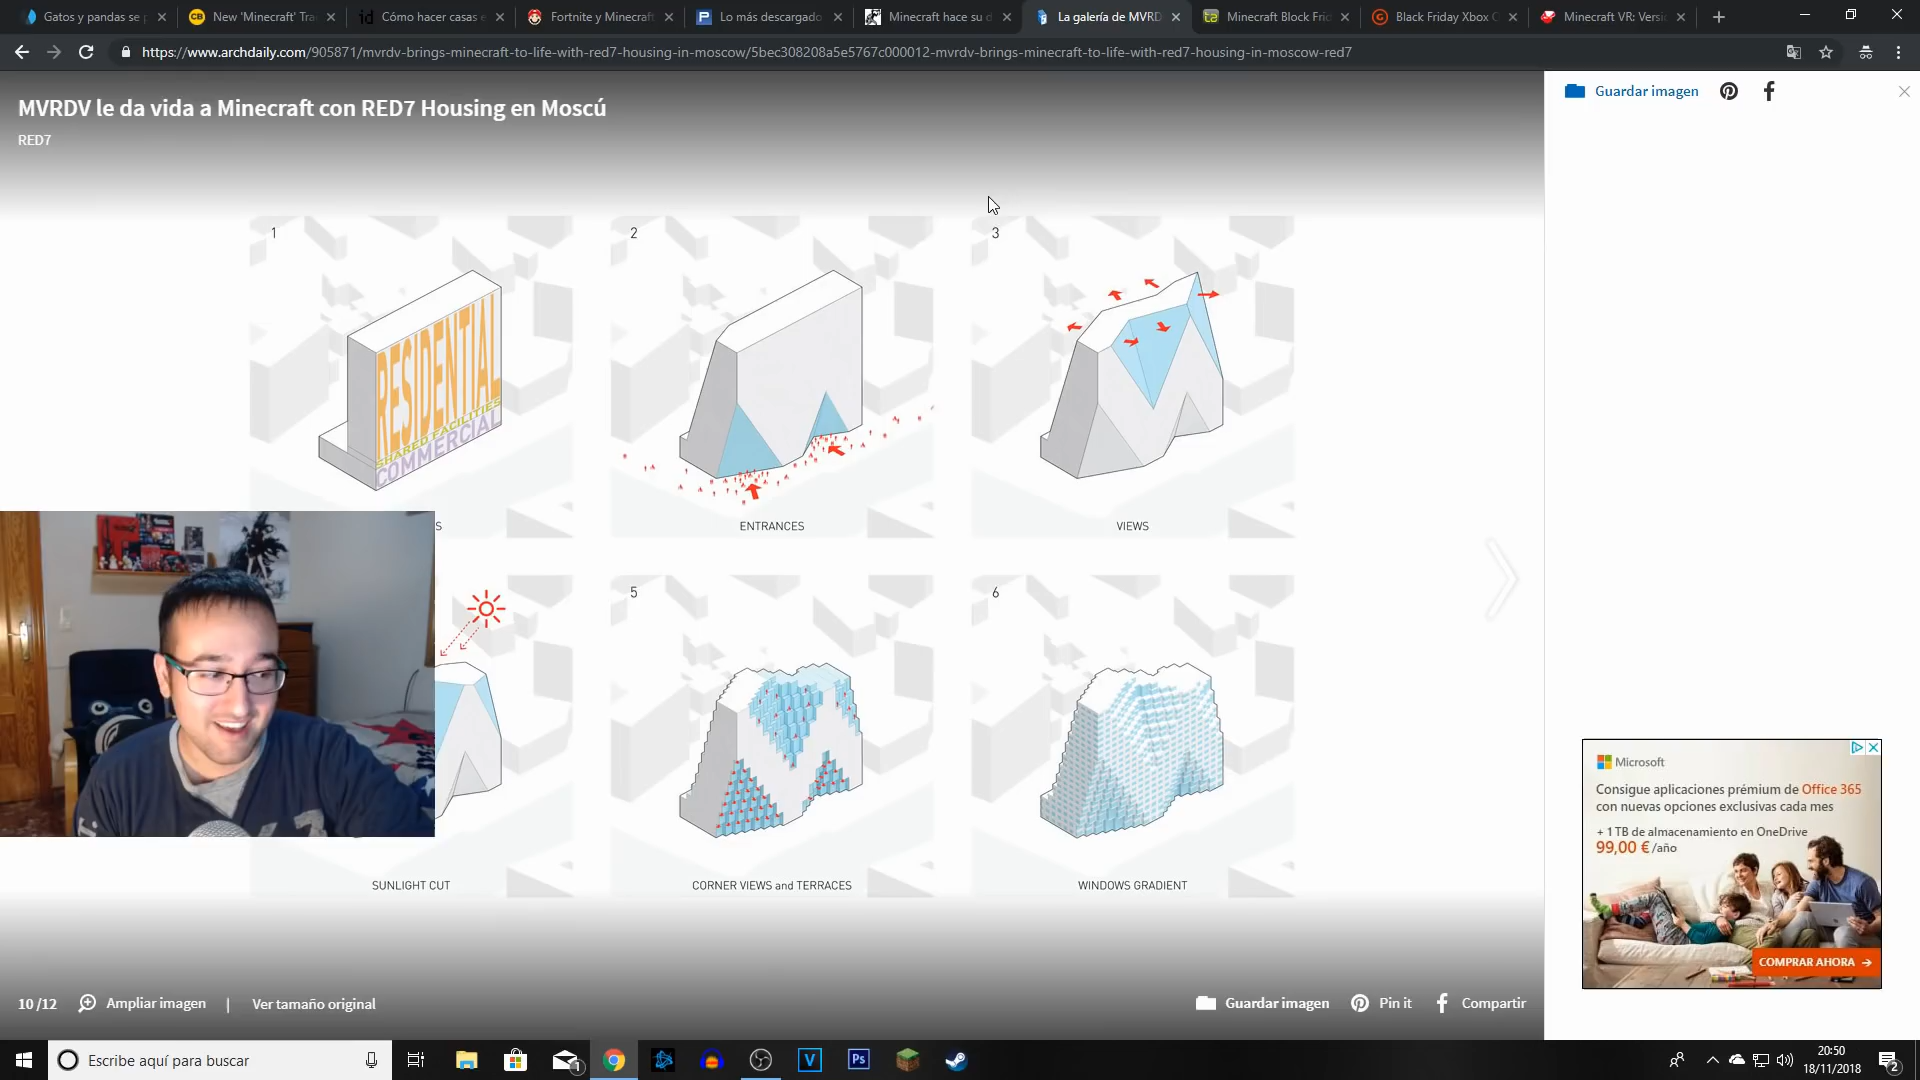 Gatos y pandas se p
New 'Minecraft' Tra
Cómo hacer casas e
Fortnite y Minecraft
Lo más descargado
Minecraft hace su d
La galería de MVRD
Minecraft Block Frid
Black Friday Xbox O
Minecraft VR: Versió
https://www.archdaily.com/905871/mvrdv-brings-minecraft-to-life-with-red7-housing-in-moscow/5bec308208a5e5767c000012-mvrdv-brings-minecraft-to-life-with-red7-housing-in-moscow-red7
MVRDV le da vida a Minecraft con RED7 Housing en Moscú
RED7
Guardar imagen
1
2
3
RESIDENTIAL
SHARED FACILITIES
COMMERCIAL
S
ENTRANCES
VIEWS
5
6
SUNLIGHT CUT
CORNER VIEWS and TERRACES
WINDOWS GRADIENT
Microsoft
Consigue aplicaciones prémium de Office 365
con nuevas opciones exclusivas cada mes
+ 1 TB de almacenamiento en OneDrive
99,00 € /año
COMPRAR AHORA
10 /12
Ampliar imagen | Ver tamaño original
Guardar imagen
Pin it
Compartir
Escribe aquí para buscar
1
V
Ps
20:50
18/11/2018
2